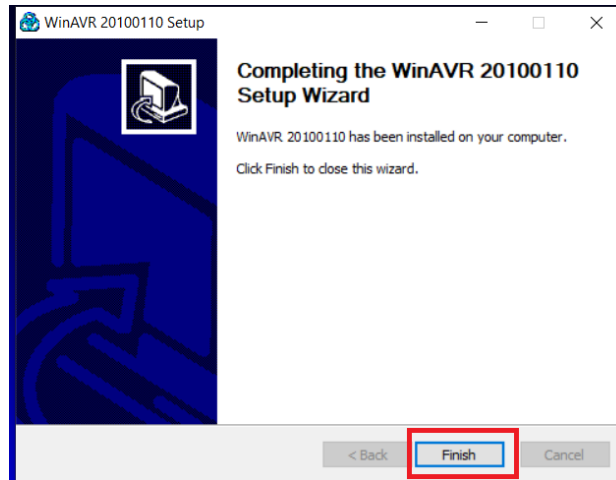 WinAVR 20100110 Setup
Completing the WinAVR 20100110
Setup Wizard
WinAVR 20100110 has been installed on your computer.
Click Finish to close this wizard.
< Back
Finish
Cancel